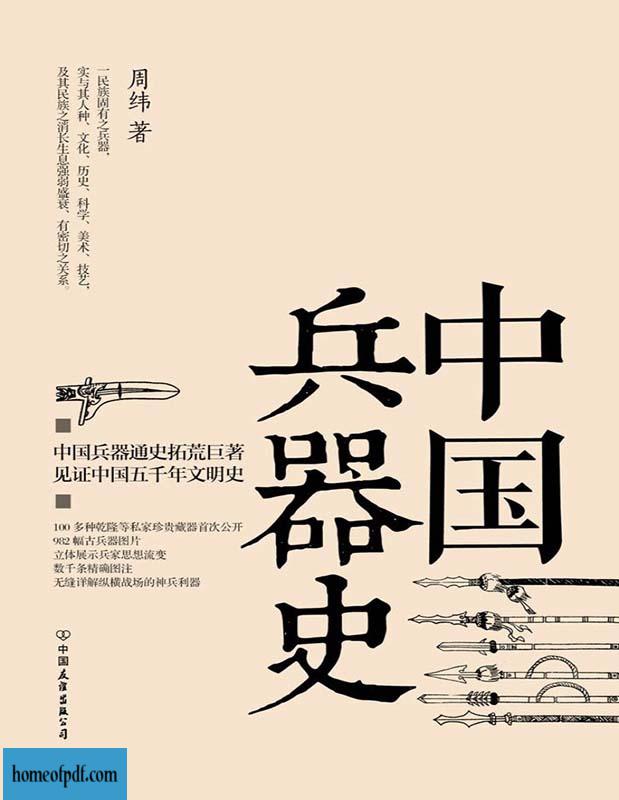 周纬 著
一民族固有之兵器，
实与其人种、文化、历史、科学、美术、技艺，
及其民族之消长生息强弱盛衰、有密切之关系。
中国
兵器史
中国兵器通史拓荒巨著
见证中国五千年文明史
100多种乾隆等私家珍贵藏器首次公开
982幅古兵器图片
立体展示兵家思想流变
数千条精确图注
无缝详解纵横战场的神兵利器
中国
友谊出版公司
homeofpdf.com